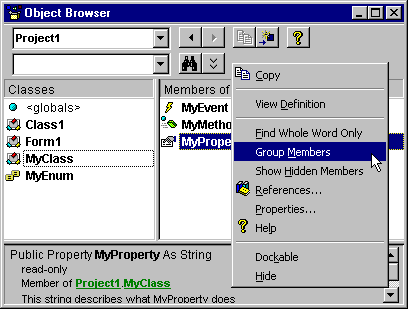 Object Browser
Project1
Classes
Members of
<globals>
Class1
Form1
MyClass
MyEnum
MyEvent
MyMetho
MyPrope
Copy
View Definition
Find Whole Word Only
Group Members
Show Hidden Members
References...
Properties...
Help
Dockable
Hide
Public Property MyProperty As String
read-only
Member of Project1.MyClass
This string describes what MyProperty does